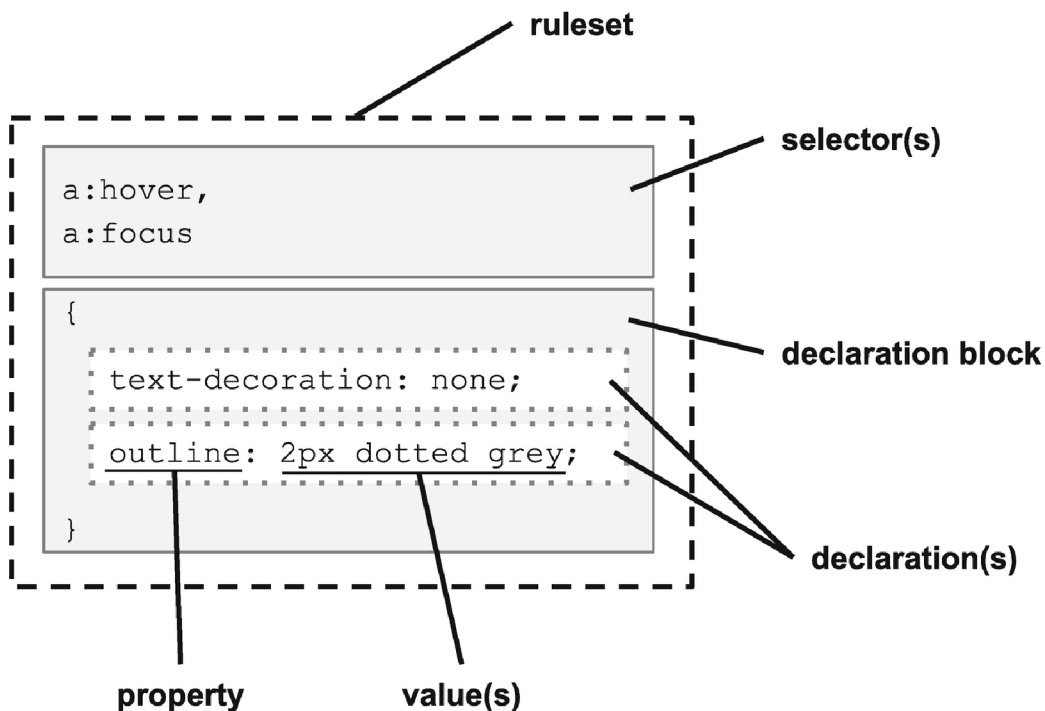 ruleset
selector(s)
a:hover,
a:focus
{
declaration block
text-decoration: none;
outline: 2px dotted grey;
}
declaration(s)
property
value(s)